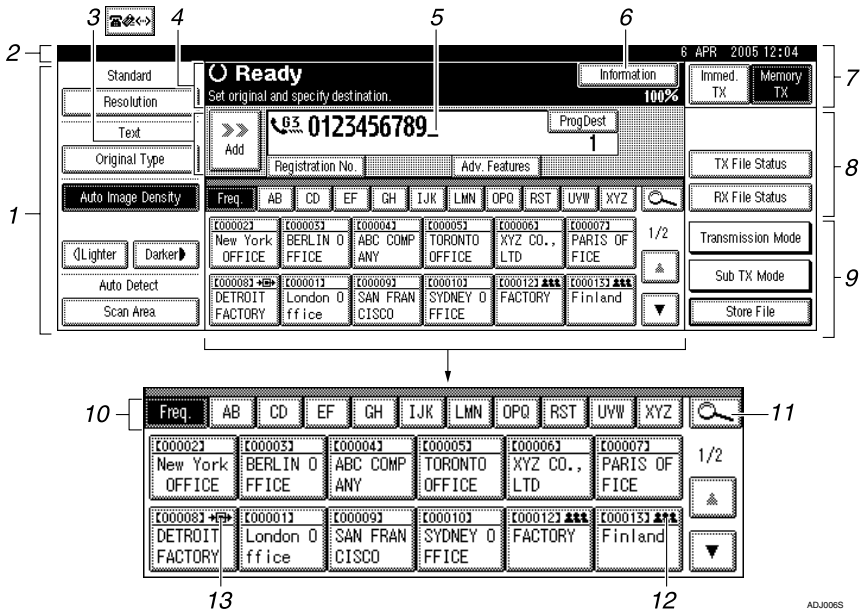 3 4 5 6
2
6 APR 2005 12:04
Standard
Resolution
Text
Original Type
Auto Image Density
Lighter Darker
Auto Detect
Scan Area
1
Ready
Set original and specify destination.
Information
100%
Add
G3 0123456789_
ProgDest
1
Registration No. Adv. Features
Freq. AB CD EF GH IJK LMN OPQ RST UVW XYZ
【00002】 【00003】 【00004】 【00005】 【00006】 【00007】
New York BERLIN O ABC COMP TORONTO XYZ CO., PARIS OF
OFFICE FFICE ANY OFFICE LTD FICE
【00008】 【00001】 【00009】 【00010】 【00012】 【00013】
DETROIT London O SAN FRAN SYDNEY O FACTORY Finland
FACTORY ffice CISCO FFICE
1/2
▲
▼
Immed. TX
Memory TX
7
TX File Status
RX File Status
8
Transmission Mode
Sub TX Mode
Store File
9
10
Freq. AB CD EF GH IJK LMN OPQ RST UVW XYZ
11
【00002】 【00003】 【00004】 【00005】 【00006】 【00007】
New York BERLIN O ABC COMP TORONTO XYZ CO., PARIS OF
OFFICE FFICE ANY OFFICE LTD FICE
1/2
【00008】 【00001】 【00009】 【00010】 【00012】 【00013】
DETROIT London O SAN FRAN SYDNEY O FACTORY Finland
FACTORY ffice CISCO FFICE
▲
▼
13 12
ADJ006S